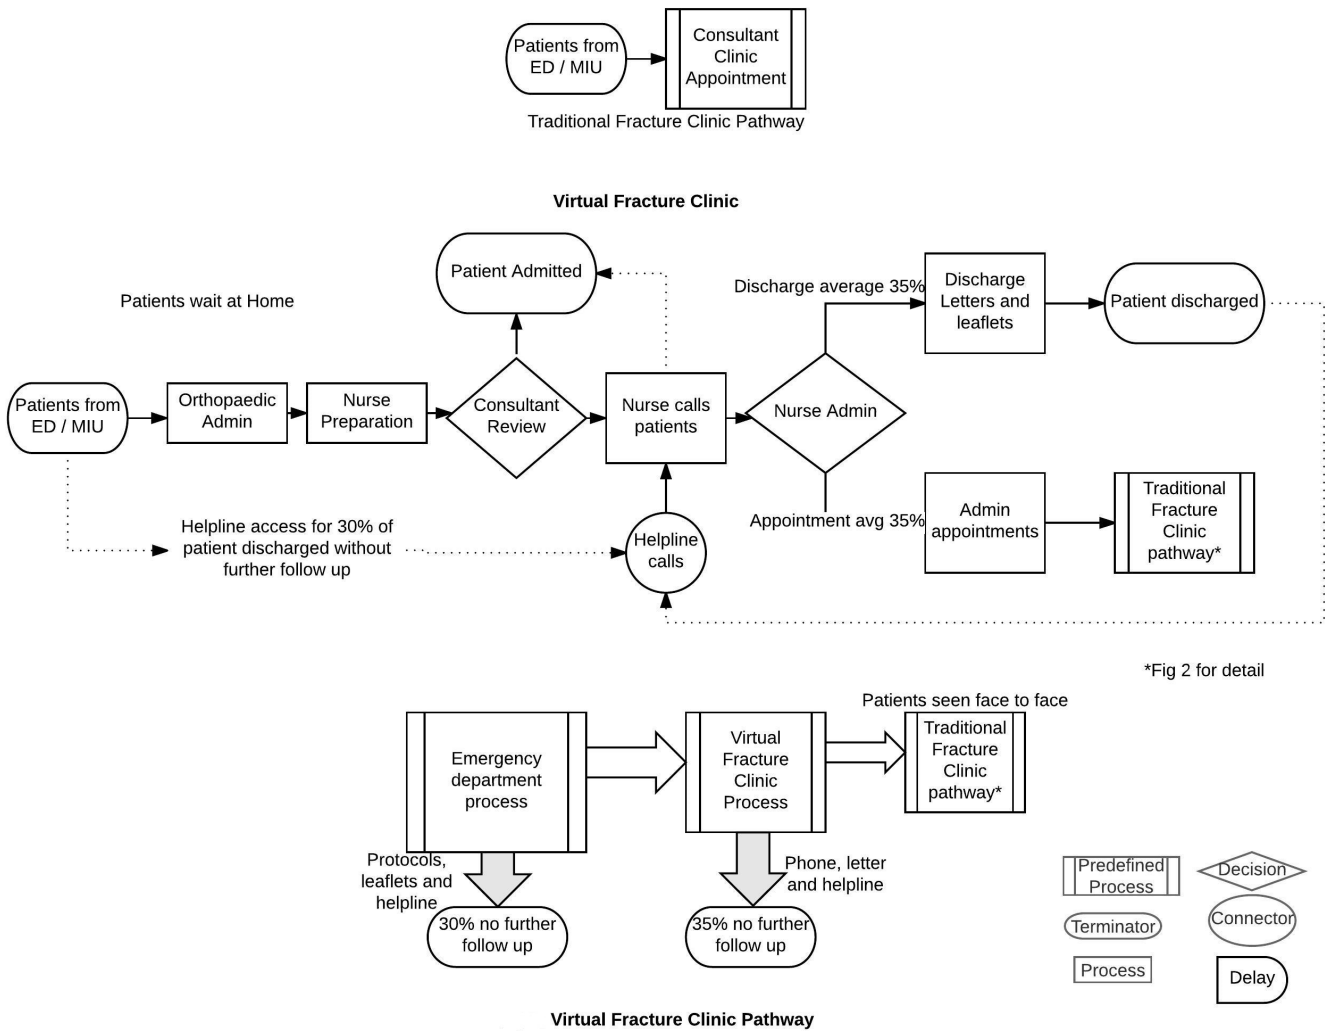 Patients from
ED / MIU
Consultant
Clinic
Appointment
Traditional Fracture Clinic Pathway
Virtual Fracture Clinic
Patients wait at Home
Patient Admitted
Discharge average 35%
Discharge
Letters and
leaflets
Patient discharged
Patients from
ED / MIU
Orthopaedic
Admin
Nurse
Preparation
Consultant
Review
Nurse calls
patients
Nurse Admin
Helpline access for 30% of
patient discharged without
further follow up
Helpline
calls
Appointment avg 35%
Admin
appointments
Traditional
Fracture
Clinic
pathway*
*Fig 2 for detail
Patients seen face to face
Emergency
department
process
Virtual
Fracture
Clinic
Process
Traditional
Fracture
Clinic
pathway*
Protocols,
leaflets and
helpline
Phone, letter
and helpline
30% no further
follow up
35% no further
follow up
Predefined
Process
Decision
Terminator
Connector
Process
Delay
Virtual Fracture Clinic Pathway